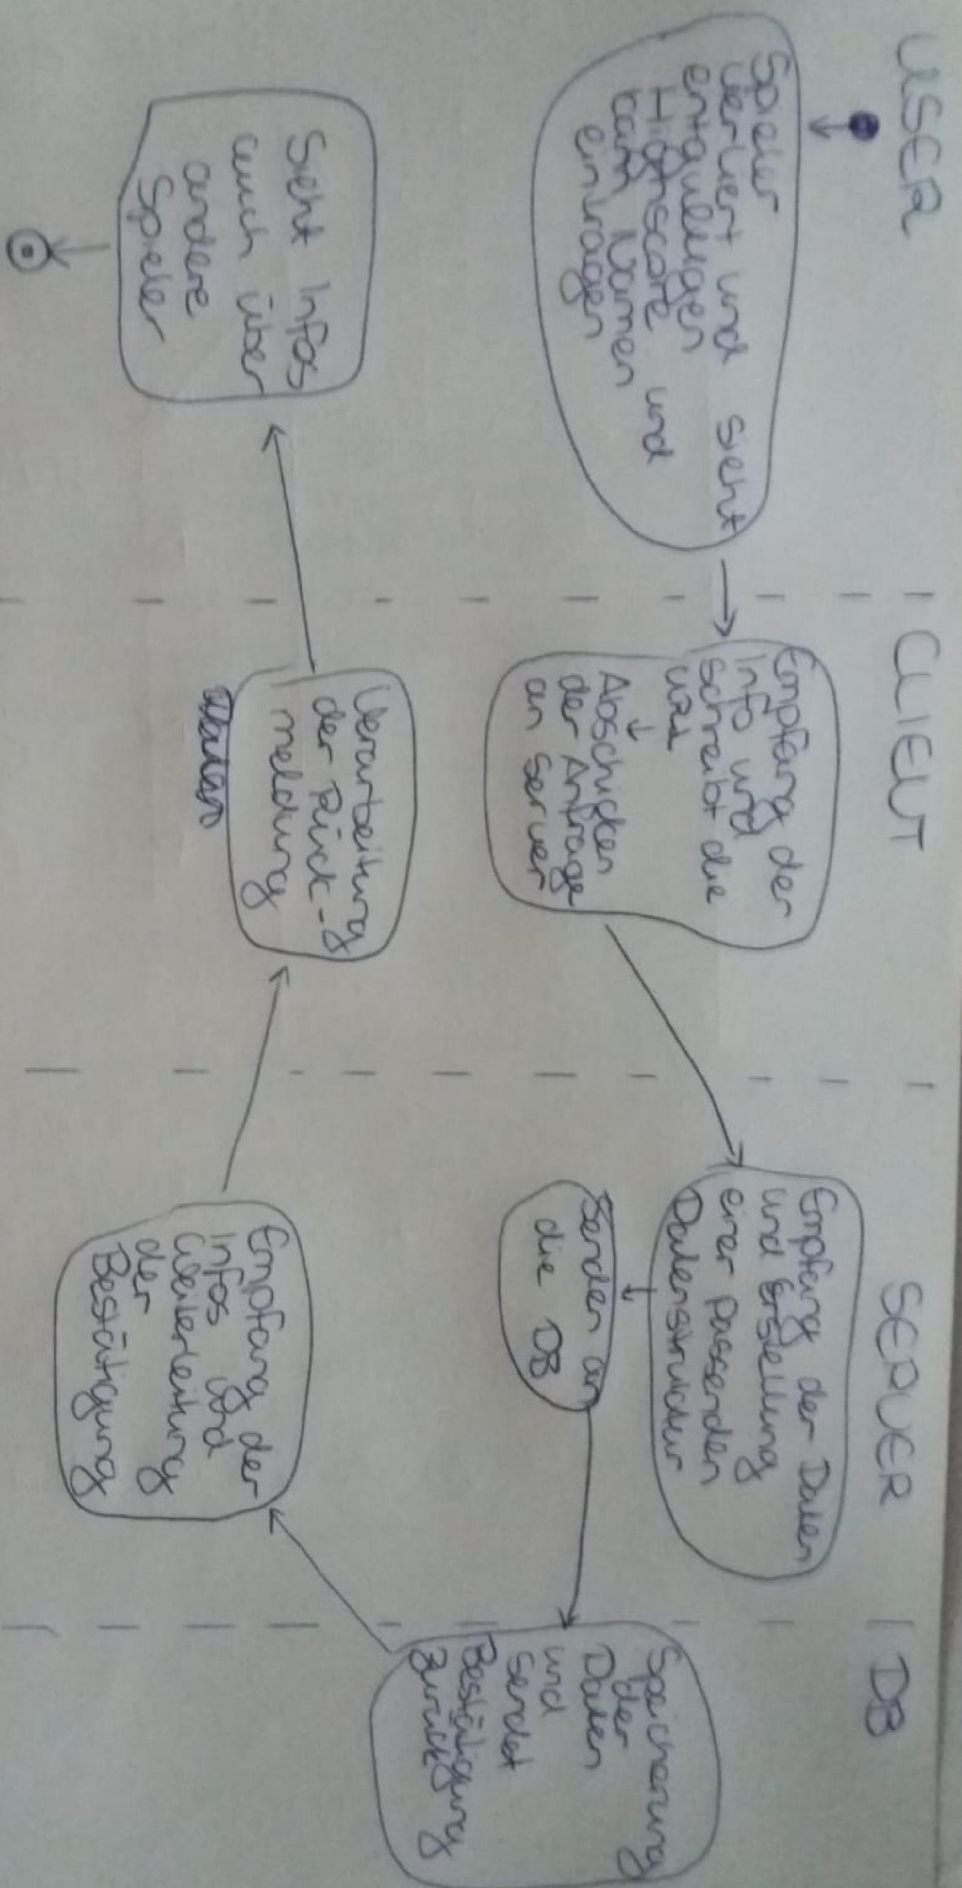 USER
CLIENT
SERVER
DB
Spieler
verliert und sieht
entgültigen
Highscore und
kann Namen
eintragen
Empfang der
Info und
schreibt die
URL
Abschicken
der Anfrage
an Server
Empfang der Daten
und Erstellung
einer passenden
Datenstruktur
Senden an
die DB
Speicherung
der
Daten
und
sendet
Bestätigung
zurück
Empfang der
Infos und
Weiterleitung
der
Bestätigung
Verarbeitung
der Rück-
meldung
Sieht Infos
auch über
andere
Spieler